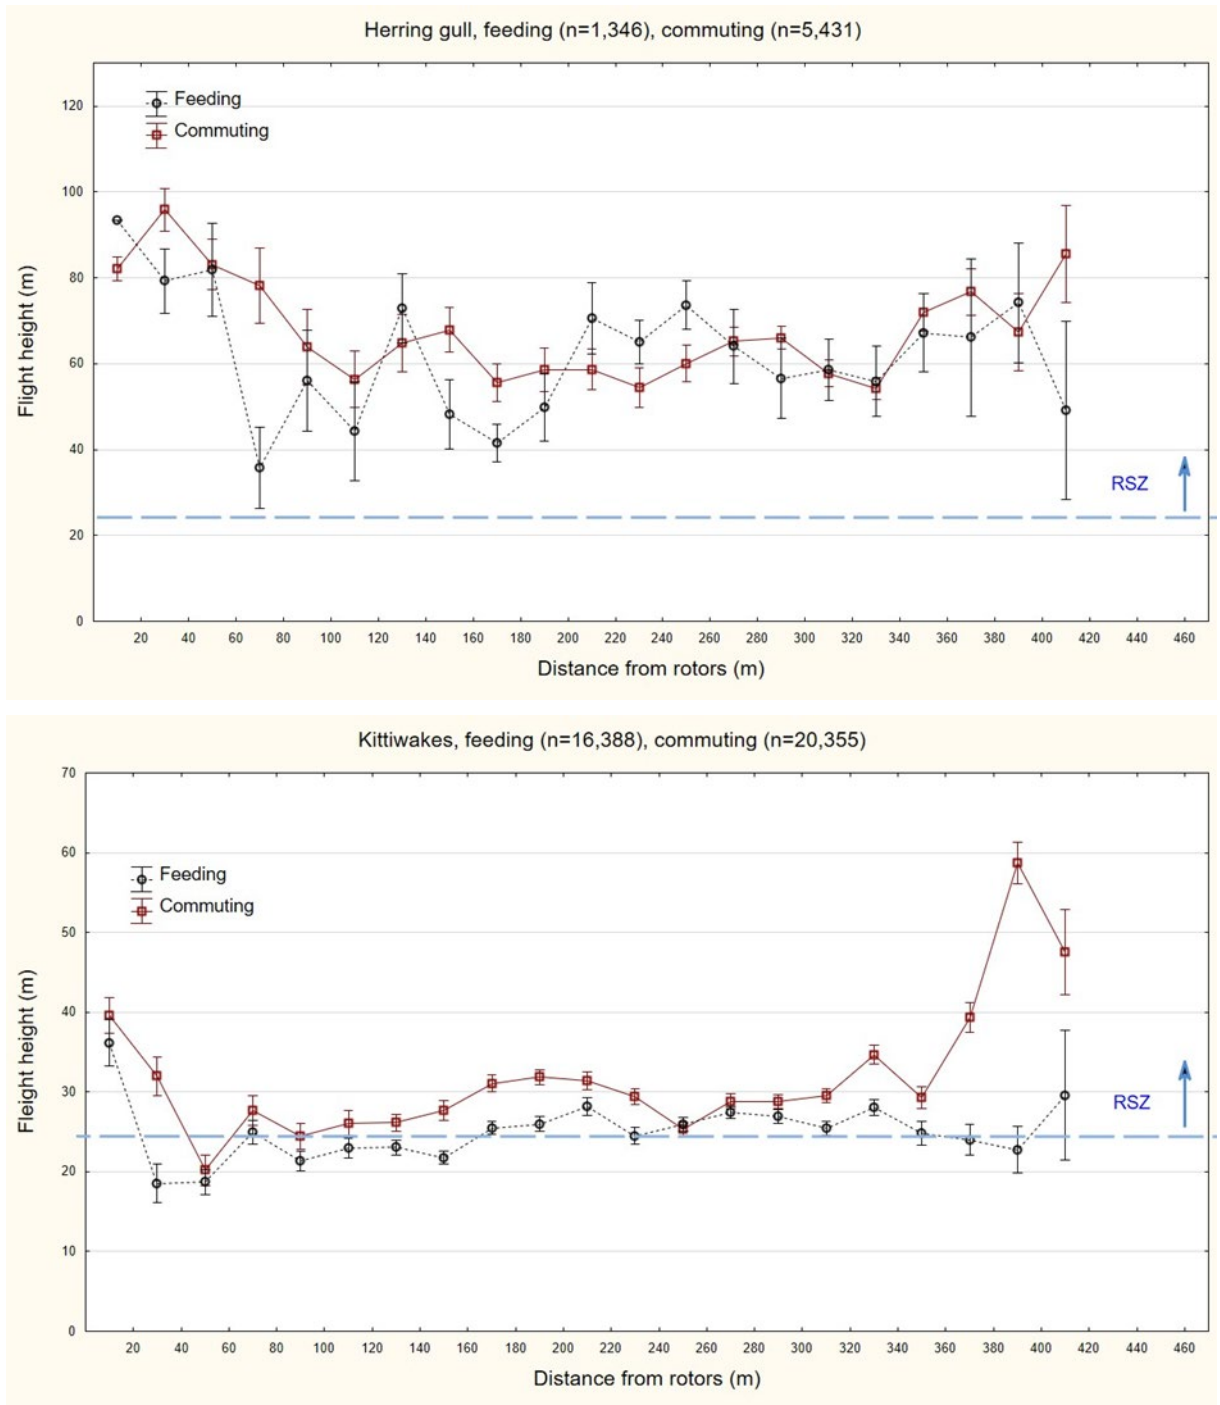 Herring gull, feeding (n=1,346), commuting (n=5,431)
120
100
80
60
40
20
0
Flight height (m)
Feeding
Commuting
RSZ
20 40 60 80 100 120 140 160 180 200 220 240 260 280 300 320 340 360 380 400 420 440 460
Distance from rotors (m)
Kittiwakes, feeding (n=16,388), commuting (n=20,355)
70
60
50
40
30
20
10
0
Fleight height (m)
Feeding
Commuting
RSZ
20 40 60 80 100 120 140 160 180 200 220 240 260 280 300 320 340 360 380 400 420 440 460
Distance from rotors (m)